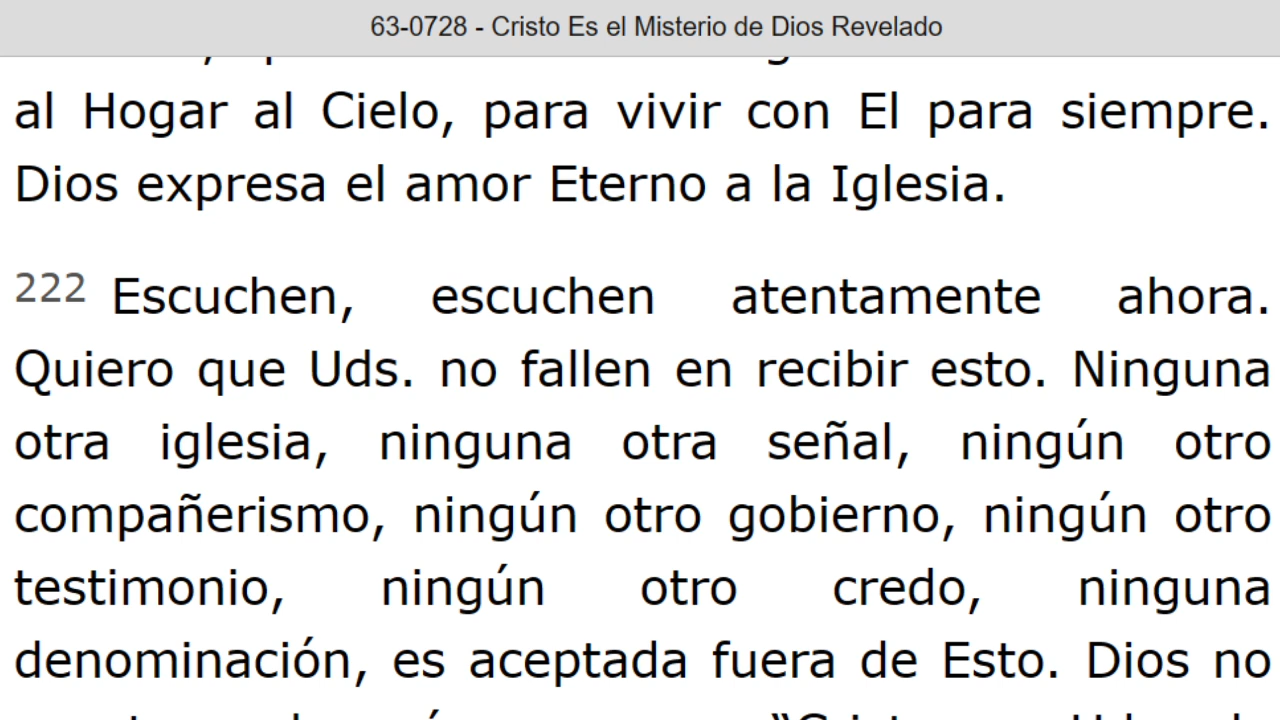 63-0728 - Cristo Es el Misterio de Dios Revelado
al Hogar al Cielo, para vivir con El para siempre.
Dios expresa el amor Eterno a la Iglesia.
222 Escuchen, escuchen atentamente ahora.
Quiero que Uds. no fallen en recibir esto. Ninguna
otra iglesia, ninguna otra señal, ningún otro
compañerismo, ningún otro gobierno, ningún otro
testimonio, ningún otro credo, ninguna
denominación, es aceptada fuera de Esto. Dios no